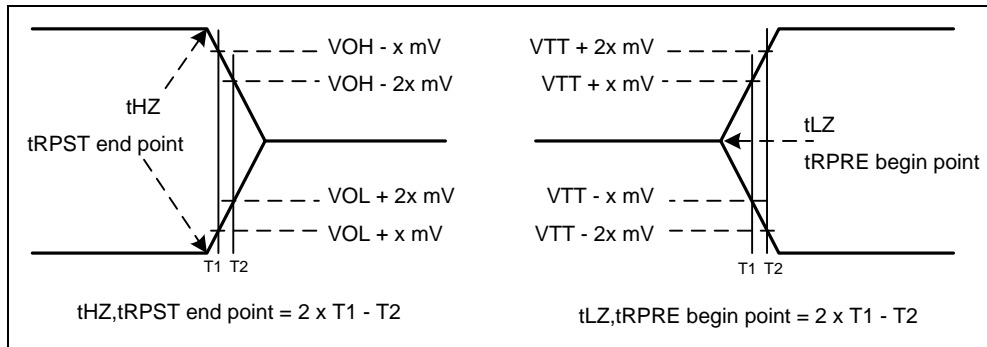 VOH - x mV
VOH - 2x mV
tHZ
tRPST end point
VOL + 2x mV
VOL + x mV
T1 T2
tHZ,tRPST end point = 2 x T1 - T2
VTT + 2x mV
VTT + x mV
tLZ
tRPRE begin point
VTT - x mV
VTT - 2x mV
T1 T2
tLZ,tRPRE begin point = 2 x T1 - T2